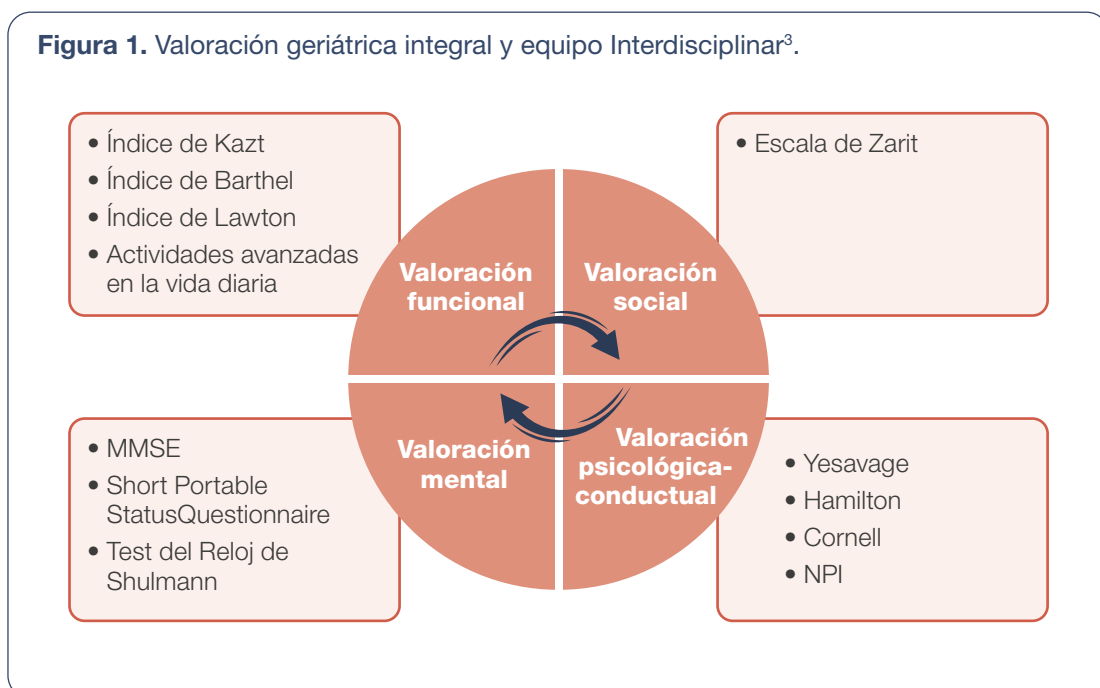 Figura 1. Valoración geriátrica integral y equipo Interdisciplinar³.
• Índice de Kazt
• Índice de Barthel
• Índice de Lawton
• Actividades avanzadas
en la vida diaria
• Escala de Zarit
Valoración
funcional
Valoración
social
Valoración
mental
Valoración
psicológica-
conductual
• MMSE
• Short Portable
StatusQuestionnaire
• Test del Reloj de
Shulmann
• Yesavage
• Hamilton
• Cornell
• NPI